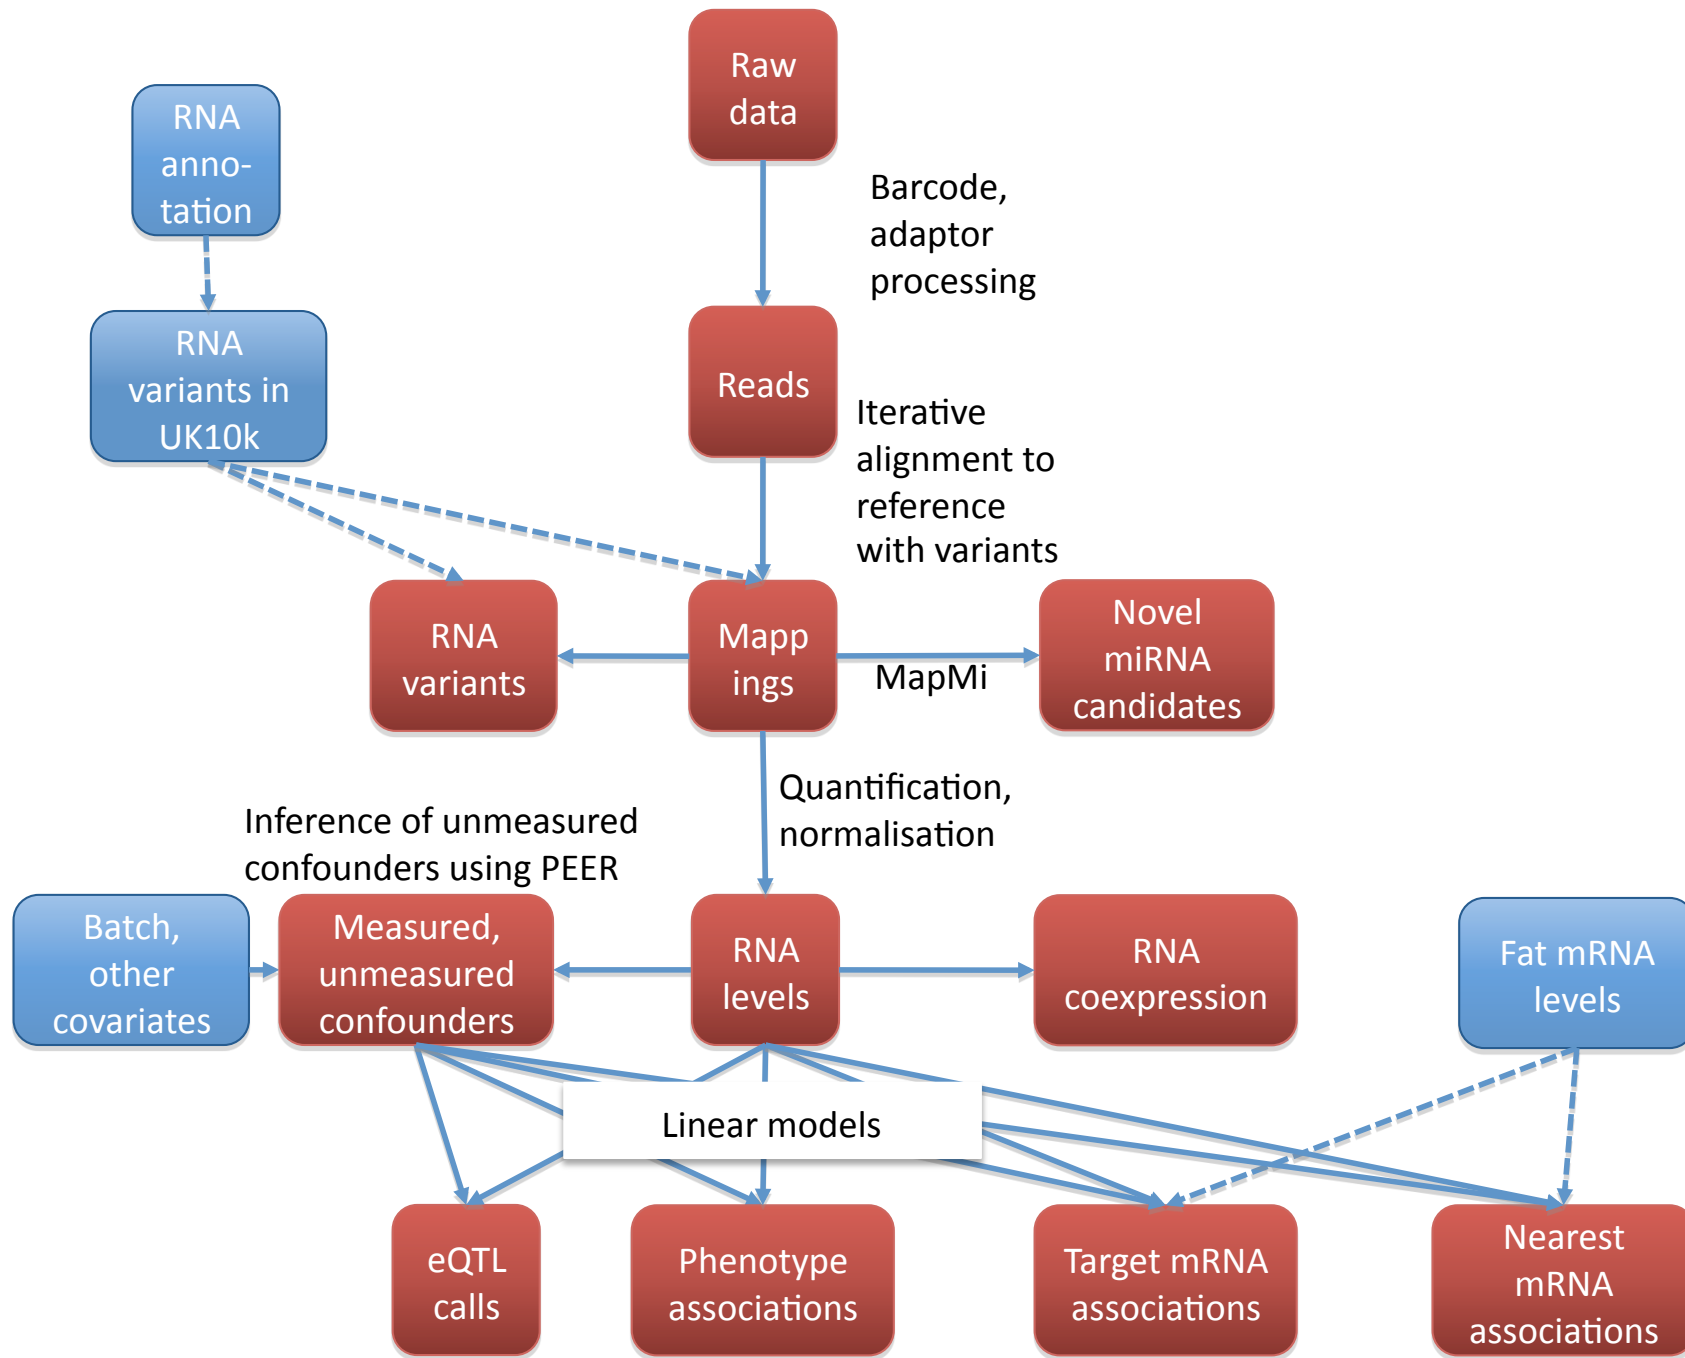 Raw
data
RNA
anno-
tation
Barcode,
adaptor
processing
RNA
variants in
UK10k
Reads
Iterative
alignment to
reference
with variants
RNA
variants
Mapp
ings
MapMi
Novel
miRNA
candidates
Quantification,
normalisation
Inference of unmeasured
confounders using PEER
Batch,
other
covariates
Measured,
unmeasured
confounders
RNA
levels
RNA
coexpression
Fat mRNA
levels
Linear models
eQTL
calls
Phenotype
associations
Target mRNA
associations
Nearest
mRNA
associations